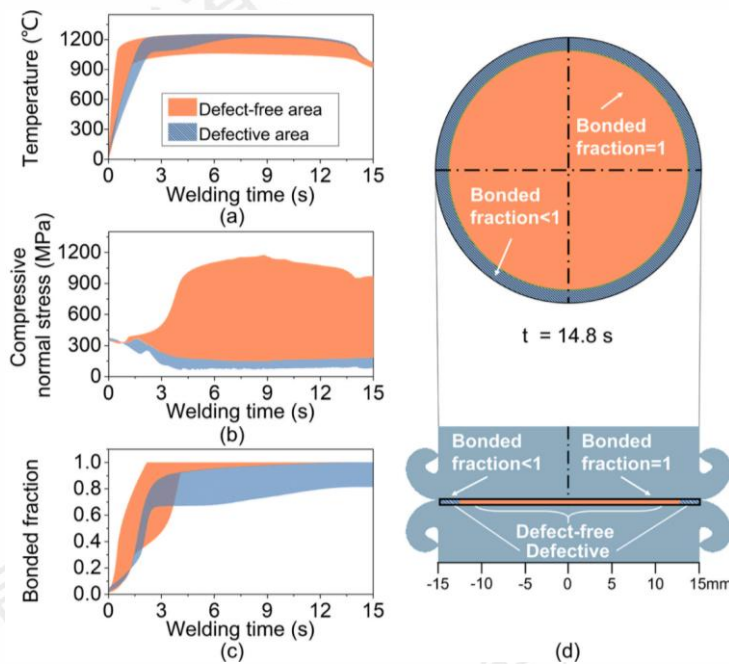 Temperature (℃)
1200
900
600
300
0
Defect-free area
Defective area
0 3 6 9 12 15
Welding time (s)
(a)
Compressive
normal stress (MPa)
1200
900
600
300
0
0 3 6 9 12 15
Welding time (s)
(b)
Bonded fraction
1.0
0.8
0.6
0.4
0.2
0.0
0 3 6 9 12 15
Welding time (s)
(c)
Bonded
fraction=1
Bonded
fraction<1
t = 14.8 s
Bonded
fraction<1
Bonded
fraction=1
Defect-free
Defective
-15 -10 -5 0 5 10 15mm
(d)